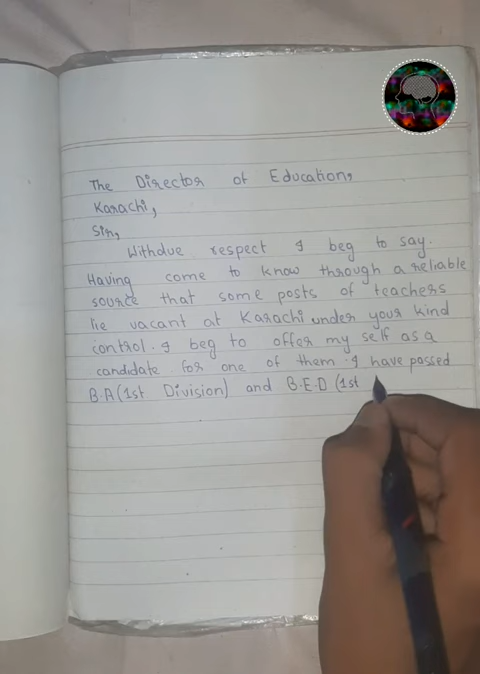 The Director of Education,
Karachi,
Sir,
Withdue respect I beg to say.
Having come to know through a reliable
source that some posts of teachers
lie vacant at Karachi under your kind
control. I beg to offer my self as a
candidate for one of them. I have passed
B.A(1st Division) and B.E.D (1st